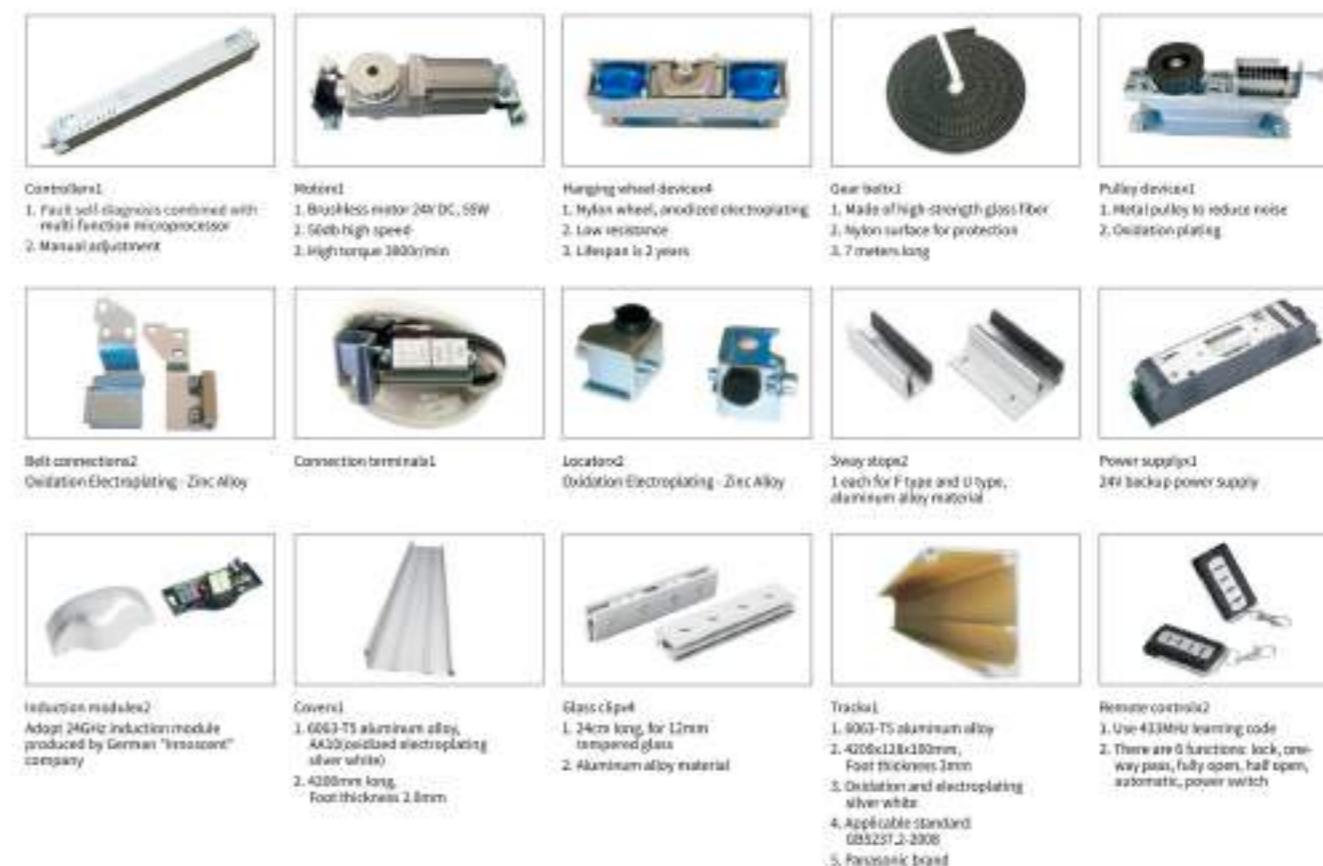 Controllerx1
1. Fault self-diagnosis combined with
multi-function microprocessor
2. Manual adjustment
Motorx1
1. Brushless motor 24V DC, 55W
2. 50db high speed
3. High torque 3800r/min
Hanging wheel devicex4
1. Nylon wheel, anodized electroplating
2. Low resistance
3. Lifespan is 2 years
Gear beltx1
1. Made of high-strength glass fiber
2. Nylon surface for protection
3. 7 meters long
Pulley devicex1
1. Metal pulley to reduce noise
2. Oxidation plating
Belt connectionx2
Oxidation Electroplating - Zinc Alloy
Connection terminalx1
Locatorx2
Oxidation Electroplating - Zinc Alloy
Sway stopx2
1 each for F type and U type,
aluminum alloy material
Power supplyx1
24V backup power supply
Induction modulex2
Adopt 24GHz induction module
produced by German "Innoscent"
company
Coverx1
1. 6063-T5 aluminum alloy,
AA10(oxidized electroplating
silver white)
2. 4200mm long,
Foot thickness 2.0mm
Glass clipx4
1. 24cm long, for 12mm
tempered glass
2. Aluminum alloy material
Trackx1
1. 6063-T5 aluminum alloy
2. 4200x128x100mm,
Foot thickness 3mm
3. Oxidation and electroplating
silver white
4. Applicable standard
GB5237.2-2008
5. Panasonic brand
Remote controlx2
1. Use 433MHz learning code
2. There are 6 functions: lock, one-
way pass, fully open, half open,
automatic, power switch